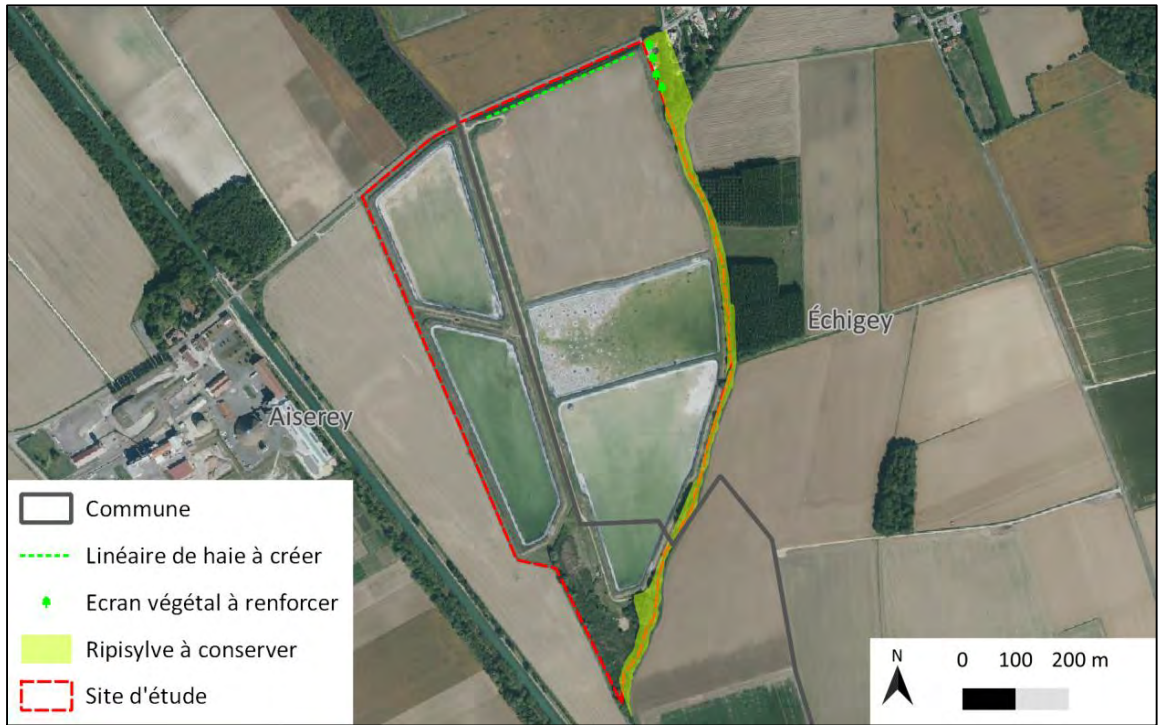 Échigey
Aiserey
Commune
Linéaire de haie à créer
Ecran végétal à renforcer
Ripisylve à conserver
Site d'étude
N
0 100 200 m